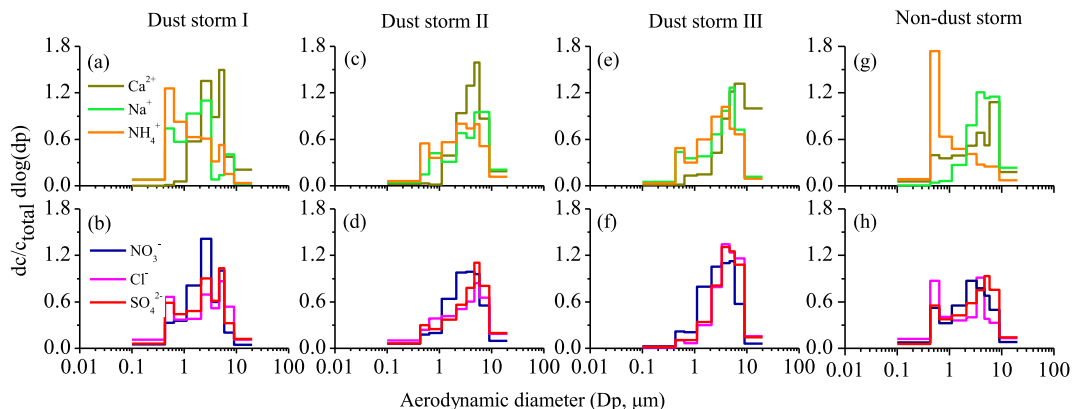 Dust storm I
Dust storm II
Dust storm III
Non-dust storm
dc/c_total dlog(dp)
1.8
1.2
0.6
0.0
(a)
Ca²⁺
Na⁺
NH₄⁺
1.8
1.2
0.6
0.0
(c)
1.8
1.2
0.6
0.0
(e)
1.8
1.2
0.6
0.0
(g)
1.8
1.2
0.6
0.0
(b)
NO₃⁻
Cl⁻
SO₄²⁻
0.01 0.1 1 10 100
1.8
1.2
0.6
0.0
(d)
0.01 0.1 1 10 100
1.8
1.2
0.6
0.0
(f)
0.01 0.1 1 10 100
1.8
1.2
0.6
0.0
(h)
0.01 0.1 1 10 100
Aerodynamic diameter (Dp, μm)